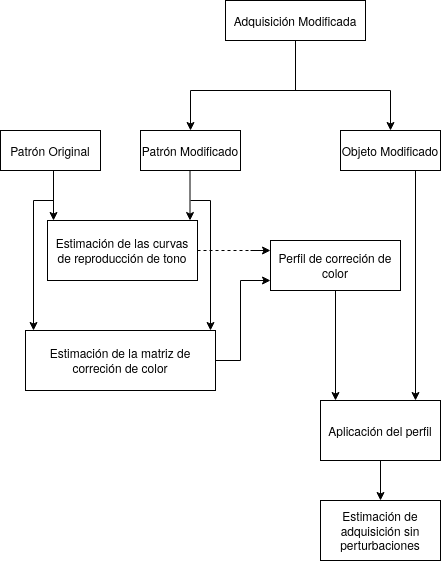 Adquisición Modificada
Patrón Original
Patrón Modificado
Objeto Modificado
Estimación de las curvas
de reproducción de tono
Perfil de correción de
color
Estimación de la matriz de
correción de color
Aplicación del perfil
Estimación de
adquisición sin
perturbaciones